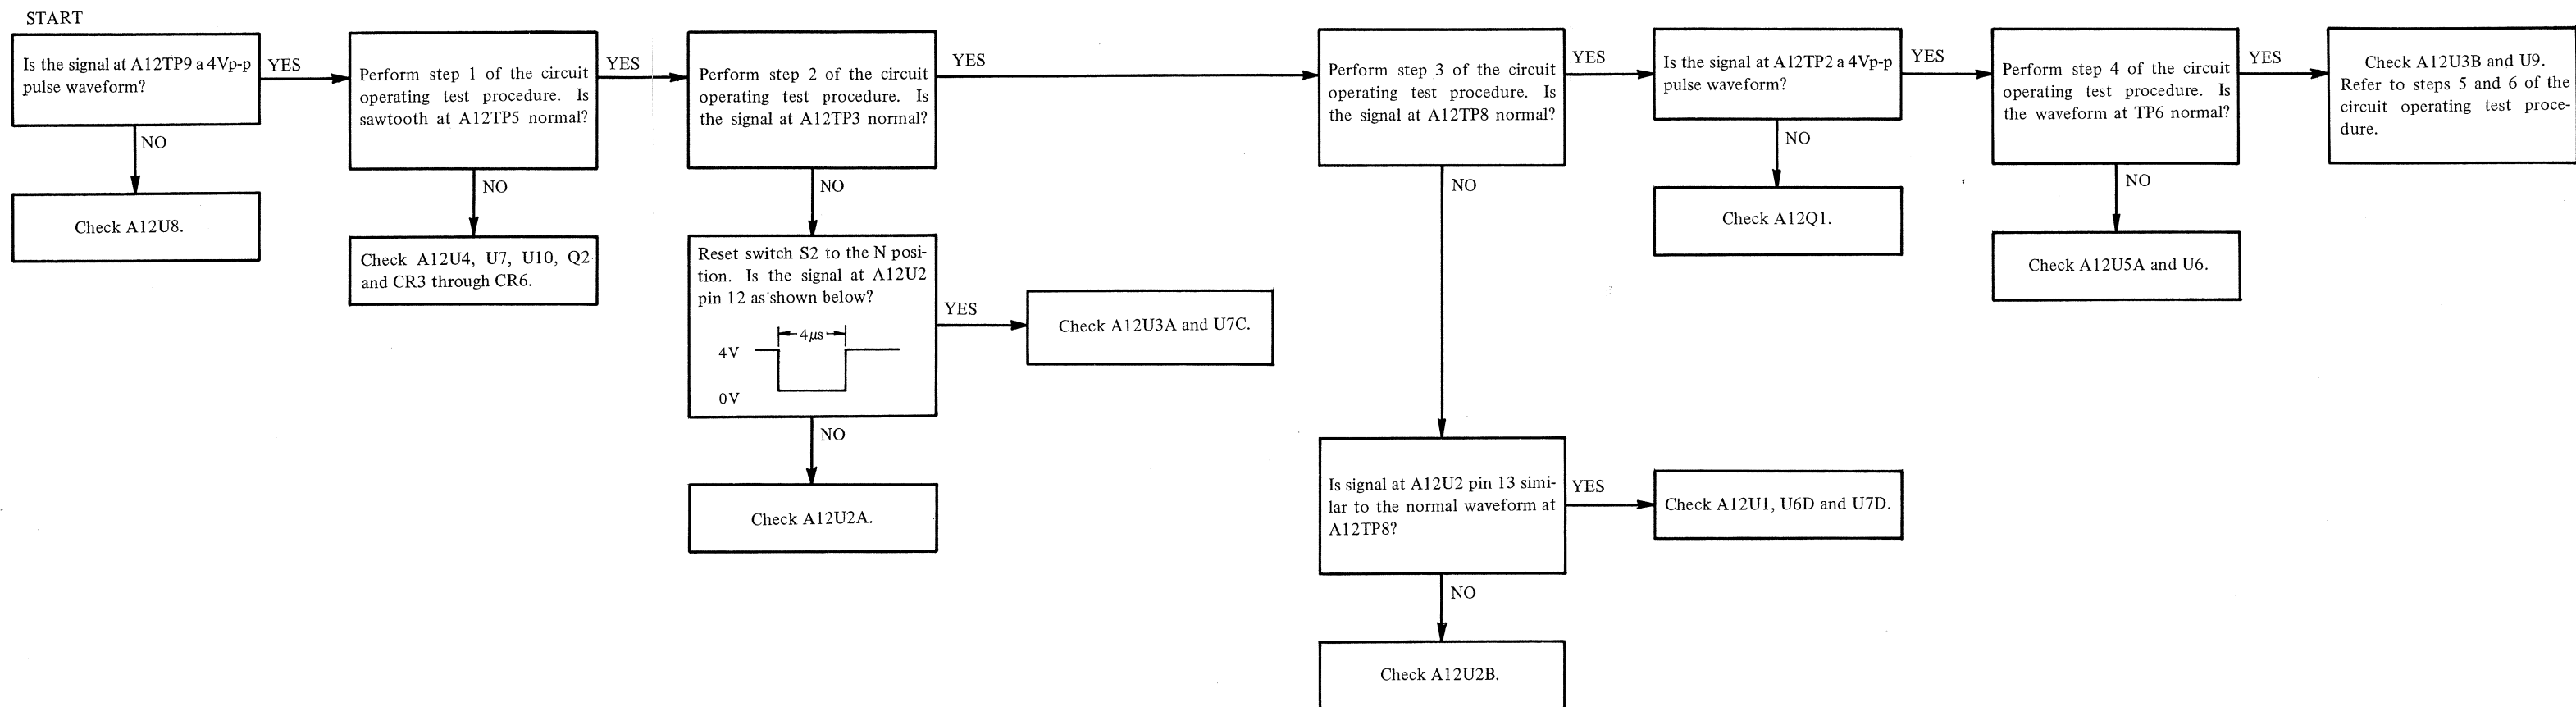 START
Is the signal at A12TP9 a 4Vp-p
pulse waveform?
YES
NO
Check A12U8.
Perform step 1 of the circuit
operating test procedure. Is
sawtooth at A12TP5 normal?
YES
NO
Check A12U4, U7, U10, Q2
and CR3 through CR6.
Perform step 2 of the circuit
operating test procedure. Is
the signal at A12TP3 normal?
YES
NO
Reset switch S2 to the N posi-
tion. Is the signal at A12U2
pin 12 as shown below?
4μs
4V
0V
YES
Check A12U3A and U7C.
NO
Check A12U2A.
Perform step 3 of the circuit
operating test procedure. Is
the signal at A12TP8 normal?
YES
NO
Is signal at A12U2 pin 13 simi-
lar to the normal waveform at
A12TP8?
YES
Check A12U1, U6D and U7D.
NO
Check A12U2B.
Is the signal at A12TP2 a 4Vp-p
pulse waveform?
YES
NO
Check A12Q1.
Perform step 4 of the circuit
operating test procedure. Is
the waveform at TP6 normal?
YES
NO
Check A12U5A and U6.
Check A12U3B and U9.
Refer to steps 5 and 6 of the
circuit operating test proce-
dure.